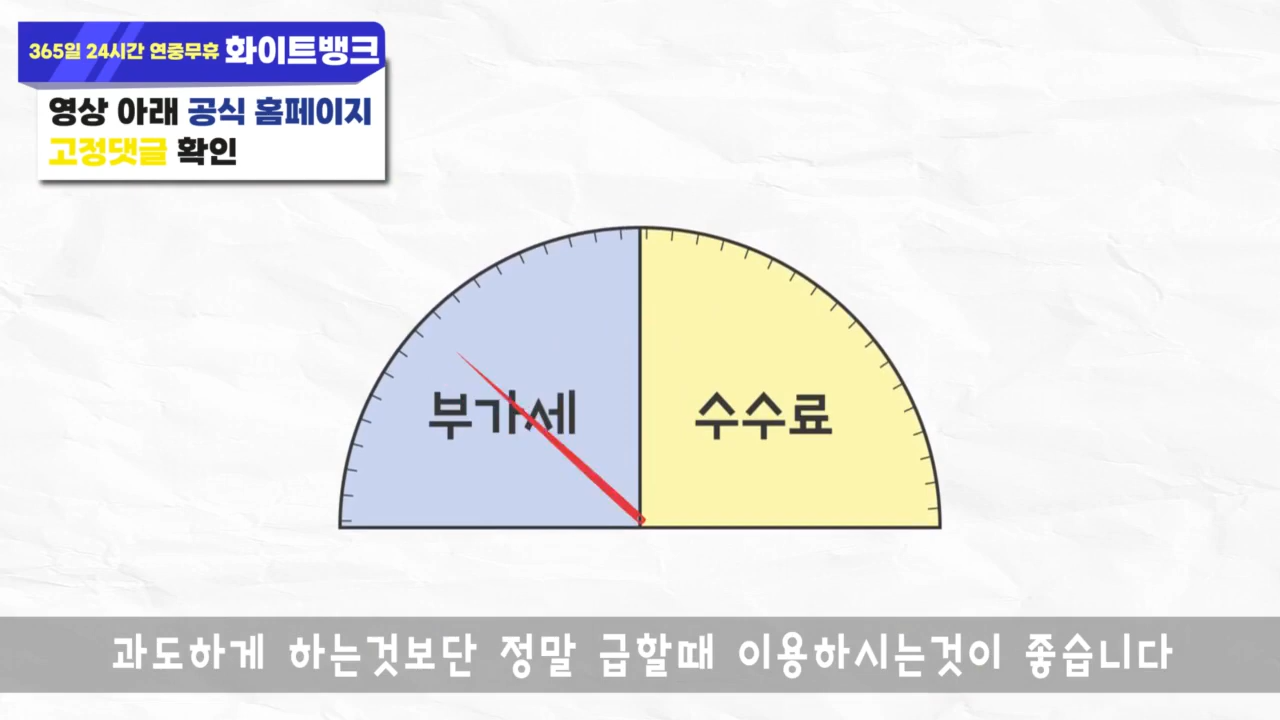 365일 24시간 연중무휴 화이트뱅크
영상 아래 공식 홈페이지
고정댓글 확인
부가세
수수료
과도하게 하는것보단 정말 급할때 이용하시는것이 좋습니다